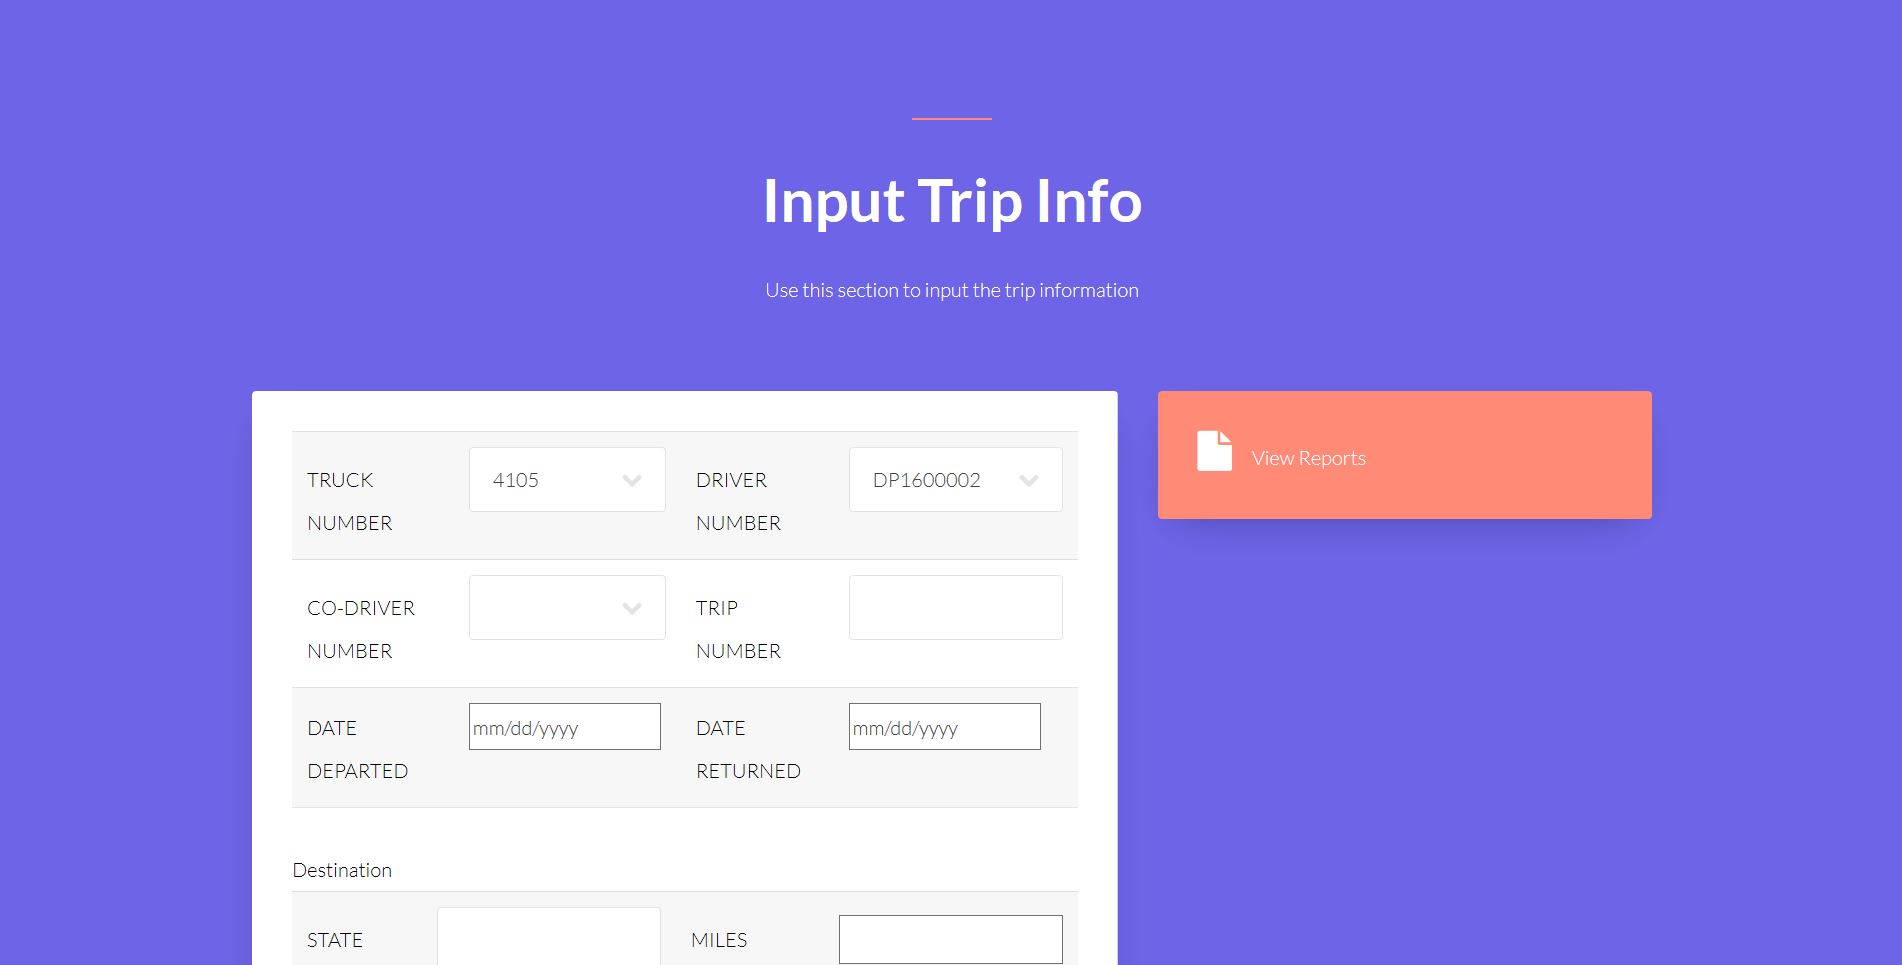 Input Trip Info
Use this section to input the trip information
TRUCK
NUMBER
4105
DRIVER
NUMBER
DP1600002
View Reports
CO-DRIVER
NUMBER
TRIP
NUMBER
DATE
DEPARTED
mm/dd/yyyy
DATE
RETURNED
mm/dd/yyyy
Destination
STATE
MILES